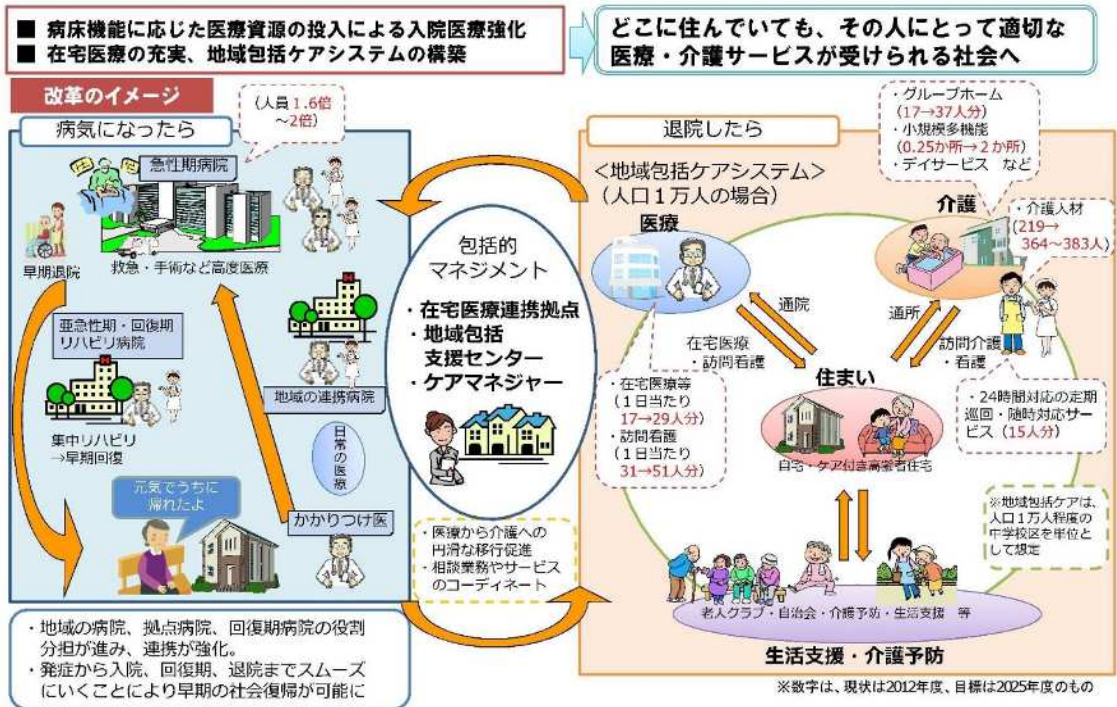 ■ 病床機能に応じた医療資源の投入による入院医療強化
■ 在宅医療の充実、地域包括ケアシステムの構築
どこに住んでいても、その人にとって適切な
医療・介護サービスが受けられる社会へ
改革のイメージ
病気になったら
(人員1.6倍
～2倍)
急性期病院
早期退院
救急・手術など高度医療
亜急性期・回復期
リハビリ病院
地域の連携病院
集中リハビリ
→早期回復
日常の医療
元気でうちに
帰れたよ
かかりつけ医
・地域の病院、拠点病院、回復期病院の役割
分担が進み、連携が強化。
・発症から入院、回復期、退院までスムーズ
にいくことにより早期の社会復帰が可能に
包括的
マネジメント
・在宅医療連携拠点
・地域包括
支援センター
・ケアマネジャー
・医療から介護への
円滑な移行促進
・相談業務やサービス
のコーディネート
退院したら
<地域包括ケアシステム>
(人口1万人の場合)
・グループホーム
(17→37人分)
・小規模多機能
(0.25か所→2か所)
・デイサービス など
医療
介護
・介護人材
(219→
364～383人)
通院
通所
在宅医療
・訪問看護
訪問介護
・看護
住まい
・在宅医療等
(1日当たり
17→29人分)
・訪問看護
(1日当たり
31→51人分)
・24時間対応の定期
巡回・随時対応サー
ビス(15人分)
自宅・ケア付き高齢者住宅
※地域包括ケアは、
人口1万人程度の
中学校区を単位と
して想定
老人クラブ・自治会・介護予防・生活支援 等
生活支援・介護予防
※数字は、現状は2012年度、目標は2025年度のもの